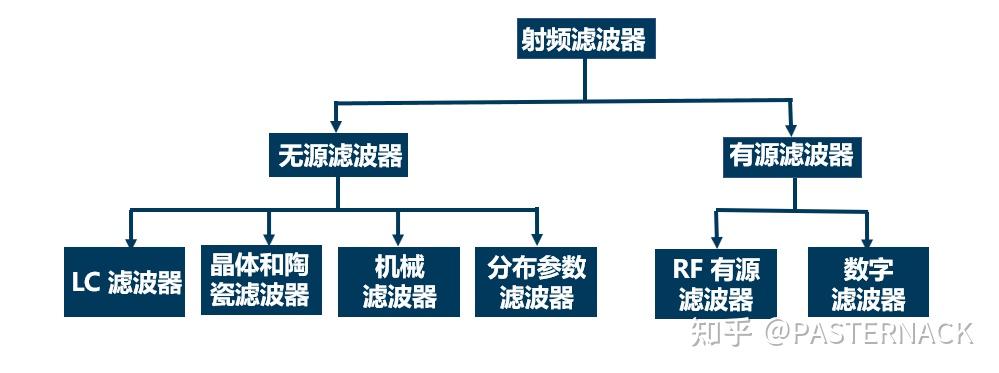 射频滤波器
无源滤波器
有源滤波器
LC 滤波器
晶体和陶
瓷滤波器
机械
滤波器
分布参数
滤波器
RF 有源
滤波器
数字
滤波器
知乎 @PASTERNACK